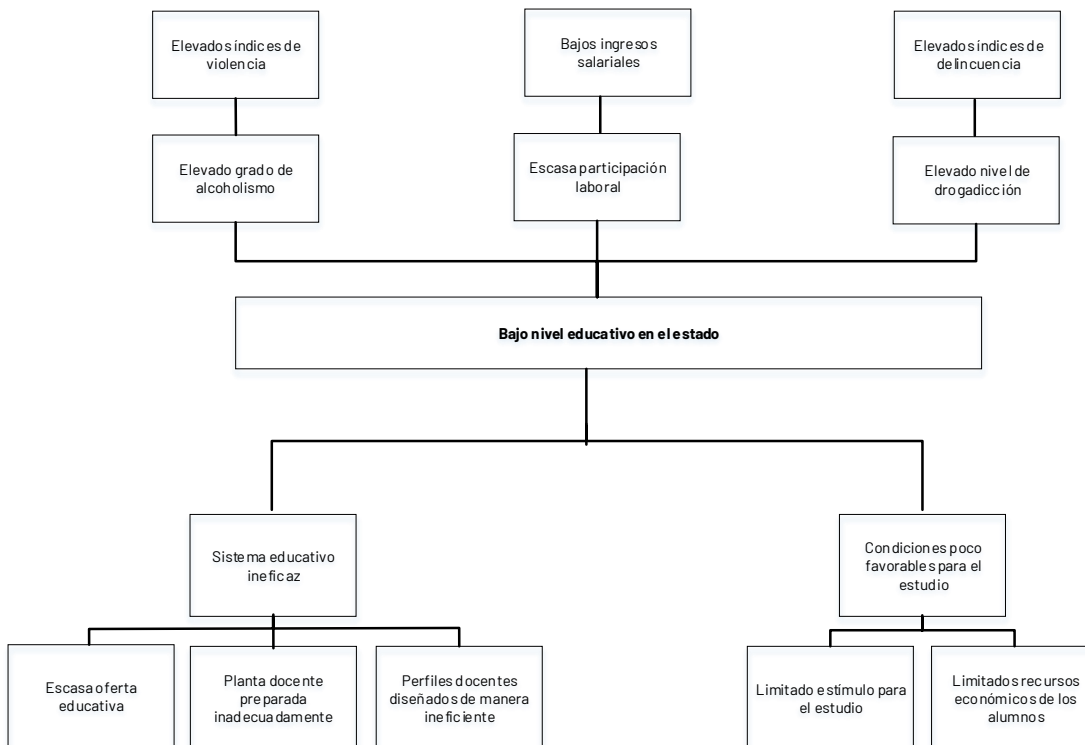 Elevados índices de
violencia
Bajos ingresos
salariales
Elevados índices de
delincuencia
Elevado grado de
alcoholismo
Escasa participación
laboral
Elevado nivel de
drogadicción
Bajo nivel educativo en el estado
Sistema educativo
ineficaz
Condiciones poco
favorables para el
estudio
Escasa oferta
educativa
Planta docente
preparada
inadecuadamente
Perfiles docentes
diseñados de manera
ineficiente
Limitado estímulo para
el estudio
Limitados recursos
económicos de los
alumnos